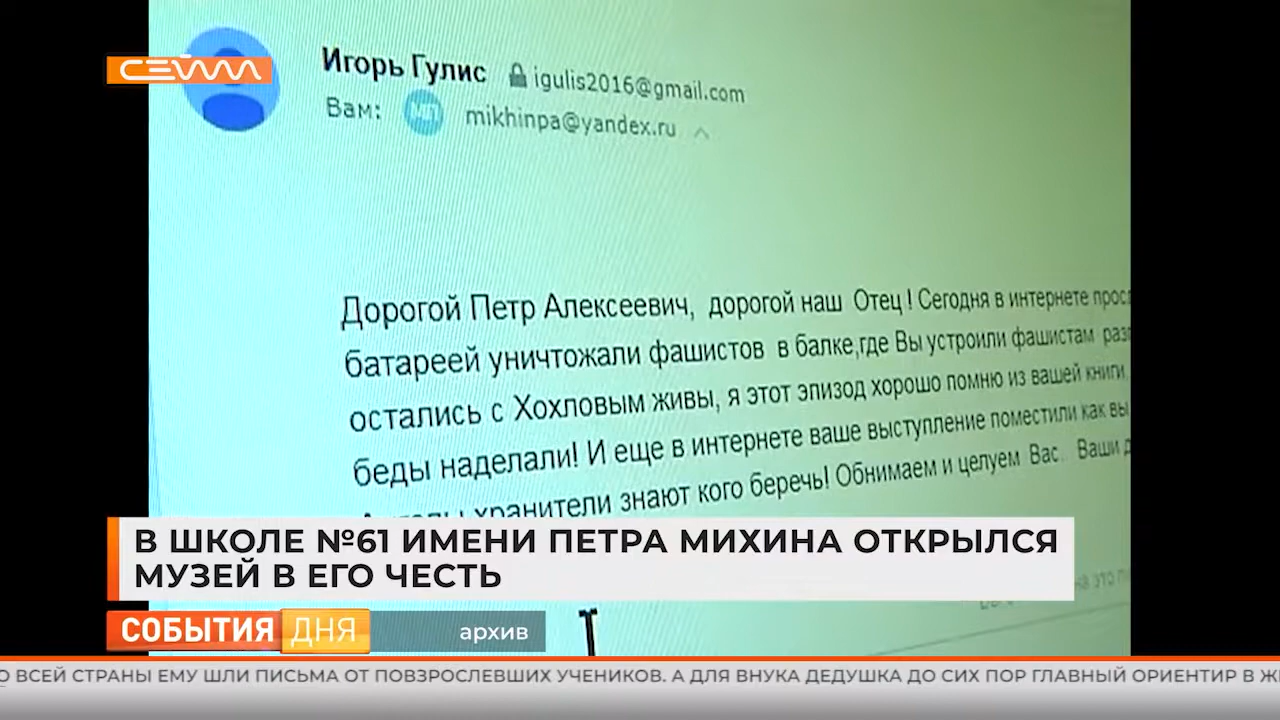 СЕЙМ
Игорь Гулис igulis2016@gmail.com
Вам: МП mikhinpa@yandex.ru
Дорогой Петр Алексеевич, дорогой наш Отец ! Сегодня в интернете
батареей уничтожали фашистов в балке,где Вы устроили фашистам
остались с Хохловым живы, я этот эпизод хорошо помню из вашей книги.
беды наделали! И еще в интернете ваше выступление поместили как вы
хранители знают кого беречь! Обнимаем и целуем Вас. Ваши
В ШКОЛЕ №61 ИМЕНИ ПЕТРА МИХИНА ОТКРЫЛСЯ
МУЗЕЙ В ЕГО ЧЕСТЬ
СОБЫТИЯ ДНЯ архив
О ВСЕЙ СТРАНЫ ЕМУ ШЛИ ПИСЬМА ОТ ПОВЗРОСЛЕВШИХ УЧЕНИКОВ. А ДЛЯ ВНУКА ДЕДУШКА ДО СИХ ПОР ГЛАВНЫЙ ОРИЕНТИР В